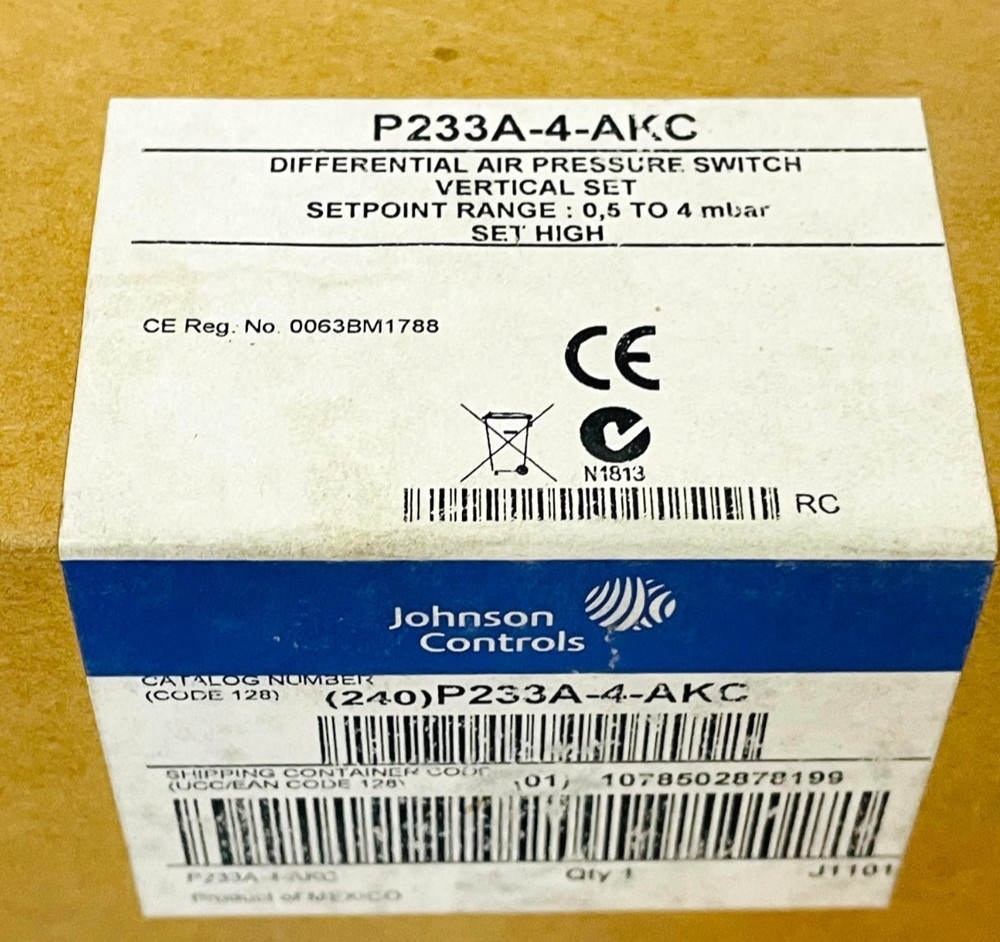 P233A-4-AKC
DIFFERENTIAL AIR PRESSURE SWITCH
VERTICAL SET
SETPOINT RANGE : 0,5 TO 4 mbar
SET HIGH
CE Reg. No. 0063BM1788
CE
N1813
RC
Johnson
Controls
CATALOG NUMBER
(CODE 128)
(240)P233A-4-AKC
SHIPPING CONTAINER CODE
(UCC/EAN CODE 128)
(01) 1078502878199
P233A-4-AKC
Qty 1
J1101
Product of MEXICO